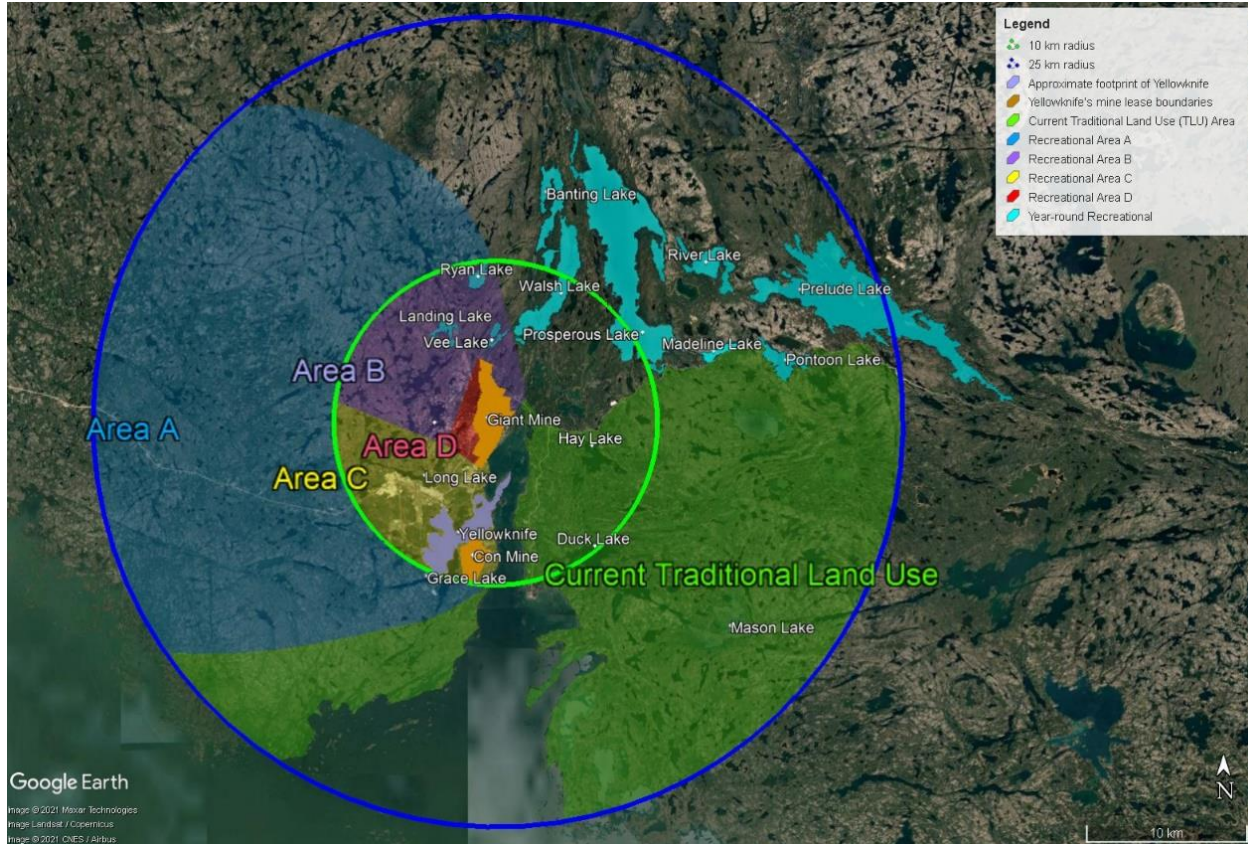 Legend
10 km radius
25 km radius
Approximate footprint of Yellowknife
Yellowknife's mine lease boundaries
Current Traditional Land Use (TLU) Area
Recreational Area A
Recreational Area B
Recreational Area C
Recreational Area D
Year-round Recreational
Banting Lake
River Lake
Ryan Lake
Walsh Lake
Prelude Lake
Landing Lake
Vee Lake
Prosperous Lake
Madeline Lake
Pontoon Lake
Area B
Area A
Giant Mine
Area D
Hay Lake
Area C
Long Lake
Yellowknife
Duck Lake
Con Mine
Grace Lake
Current Traditional Land Use
Mason Lake
Google Earth
Image © 2021 Maxar Technologies
Image Landsat / Copernicus
Image © 2021 CNES / Airbus
N
10 km